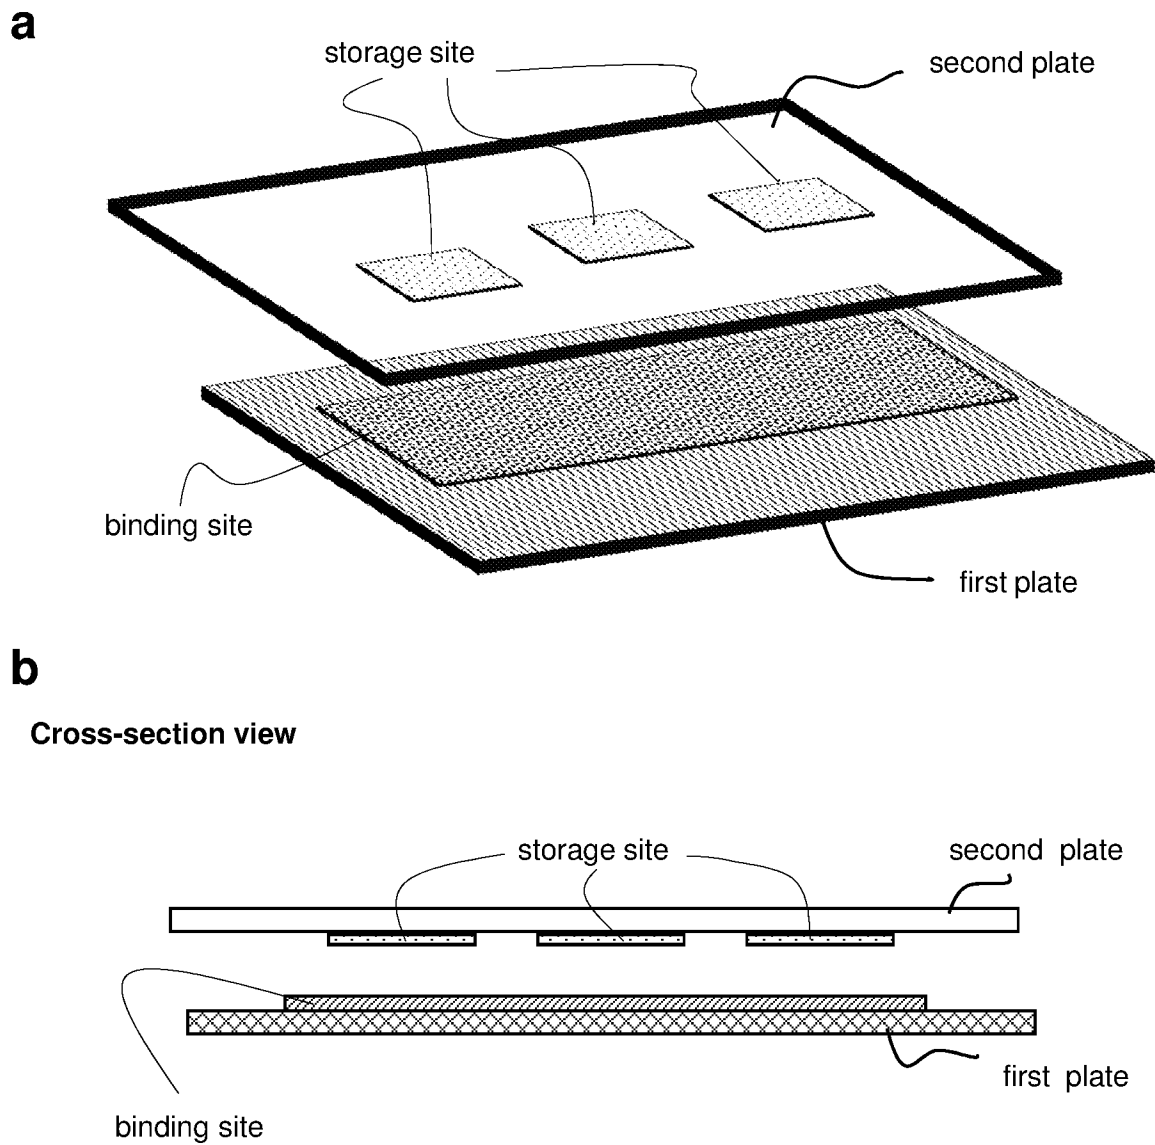 a
storage site
second plate
binding site
first plate
b
Cross-section view
storage site
second plate
first plate
binding site